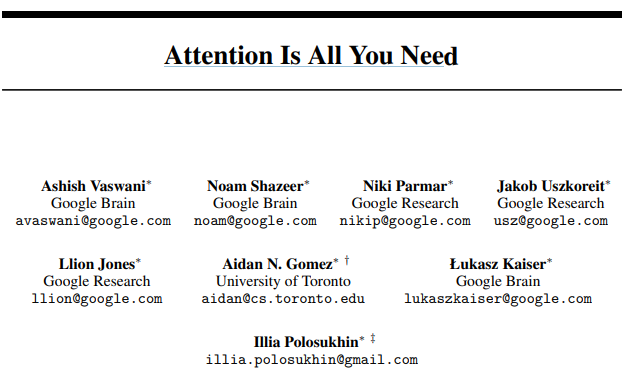 Attention Is All You Need
Ashish Vaswani* Noam Shazeer* Niki Parmar* Jakob Uszkoreit*
Google Brain Google Brain Google Research Google Research
avaswani@google.com noam@google.com nikip@google.com usz@google.com
Llion Jones* Aidan N. Gomez* † Łukasz Kaiser*
Google Research University of Toronto Google Brain
llion@google.com aidan@cs.toronto.edu lukaszkaiser@google.com
Illia Polosukhin* ‡
illia.polosukhin@gmail.com